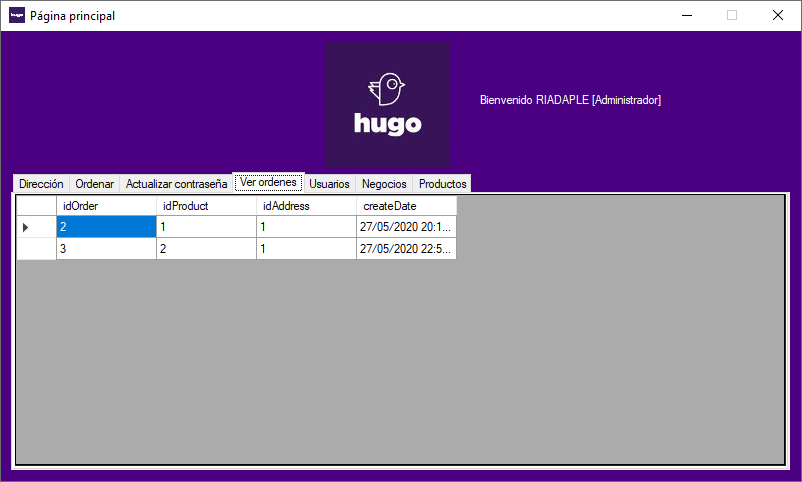 Página principal
hugo
Bienvenido RIADAPLE [Administrador]
Dirección Ordenar Actualizar contraseña Ver ordenes Usuarios Negocios Productos
idOrder idProduct idAddress createDate
2 1 1 27/05/2020 20:1...
3 2 1 27/05/2020 22:5...